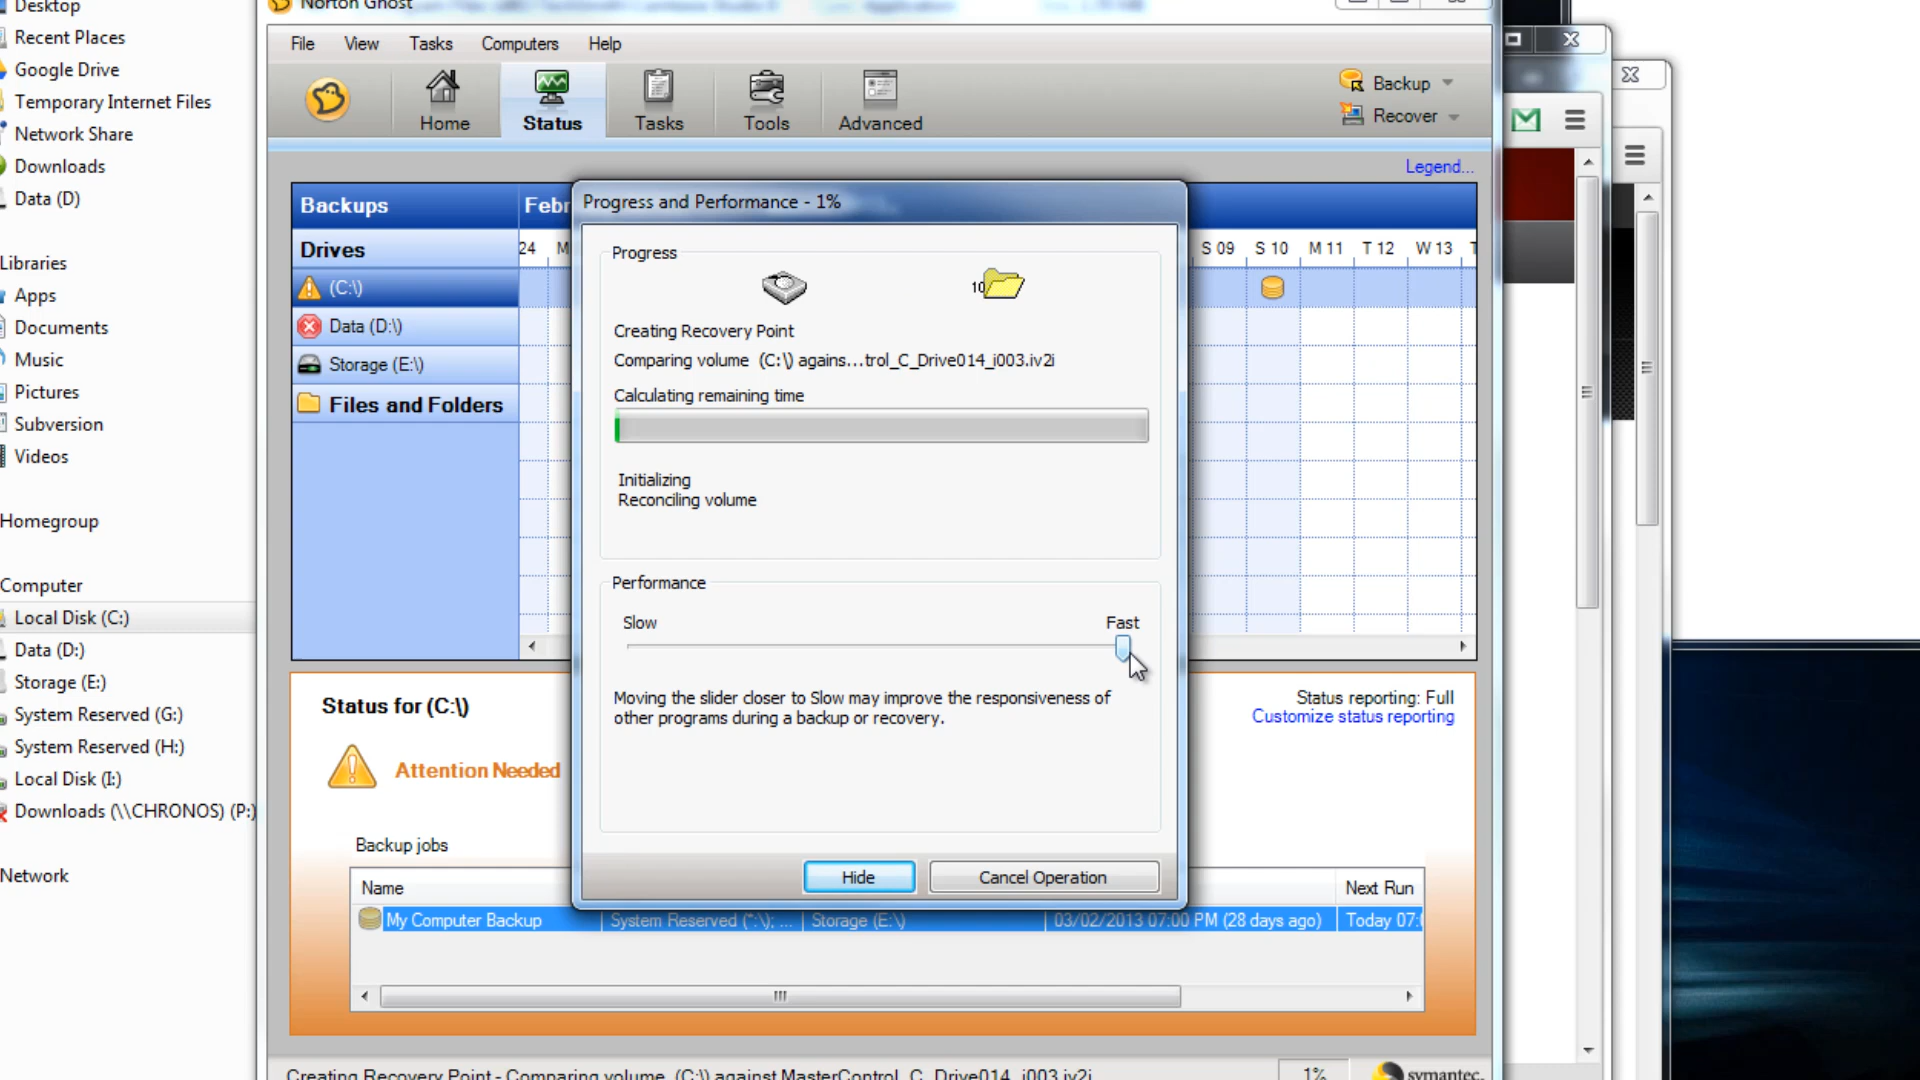 Desktop
Recent Places
Google Drive
Temporary Internet Files
Network Share
Downloads
Data (D)
Libraries
Apps
Documents
Music
Pictures
Subversion
Videos
Homegroup
Computer
Local Disk (C:)
Data (D:)
Storage (E:)
System Reserved (G:)
System Reserved (H:)
Local Disk (I:)
Downloads (\\CHRONOS) (P:)
Network
Norton Ghost
File View Tasks Computers Help
Home Status Tasks Tools Advanced
Backup
Recover
Legend...
Backups Febr
Drives 24 M S 09 S 10 M 11 T 12 W 13 T
(C:\)
Data (D:\)
Storage (E:\)
Files and Folders
Progress and Performance - 1%
Progress
10
Creating Recovery Point
Comparing volume (C:\) agains...trol_C_Drive014_i003.iv2i
Calculating remaining time
Initializing
Reconciling volume
Performance
Slow Fast
Moving the slider closer to Slow may improve the responsiveness of
other programs during a backup or recovery.
Hide Cancel Operation
Status for (C:\)
Status reporting: Full
Customize status reporting
Attention Needed
Backup jobs
Name Next Run
My Computer Backup System Reserved (*:\); ... Storage (E:\) 03/02/2013 07:00 PM (28 days ago) Today 07:
Creating Recovery Point - Comparing volume (C:\) against MasterControl_C_Drive014_i003.iv2i 1% symantec.